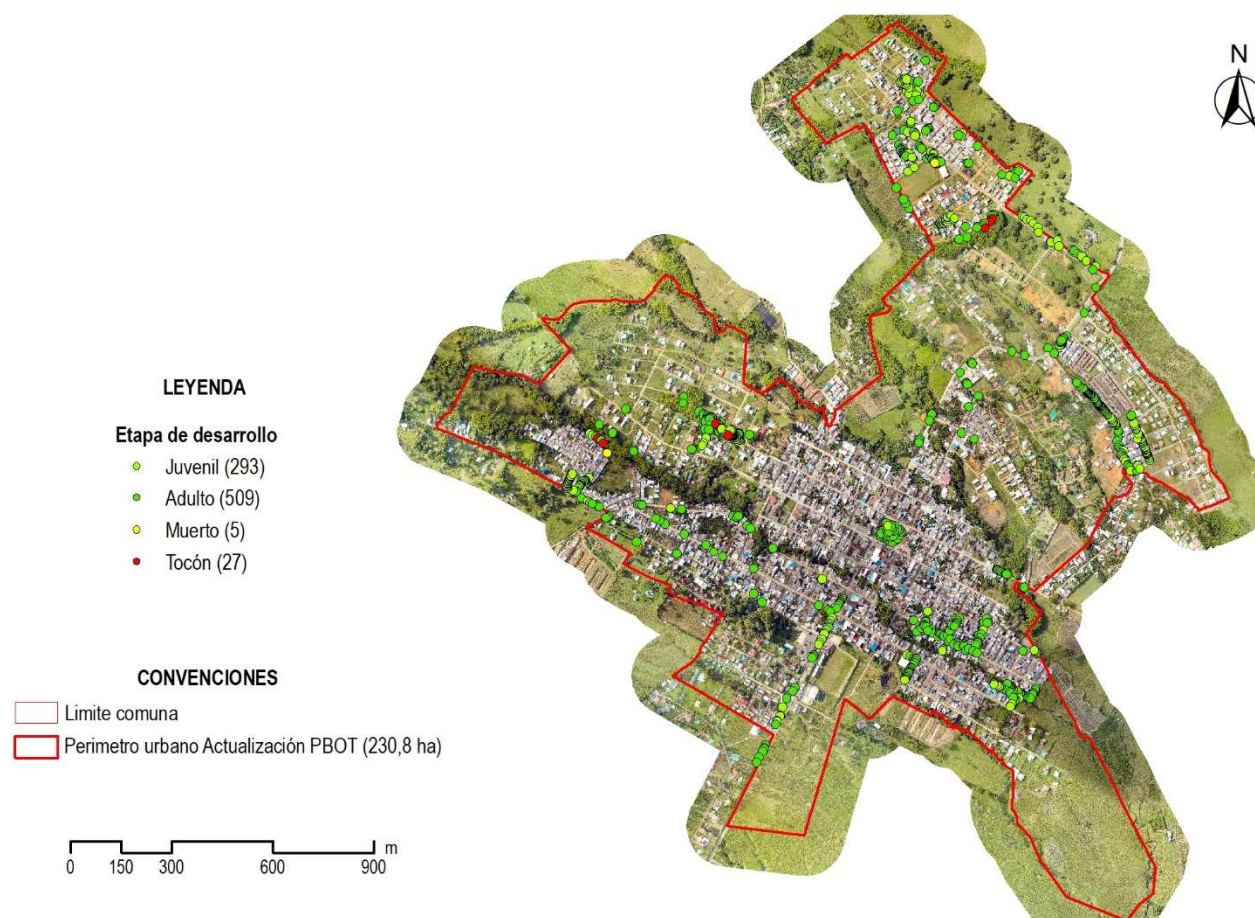 N
LEYENDA
Etapa de desarrollo
Juvenil (293)
Adulto (509)
Muerto (5)
Tocón (27)
CONVENCIONES
Limite comuna
Perimetro urbano Actualización PBOT (230,8 ha)
m
0 150 300 600 900